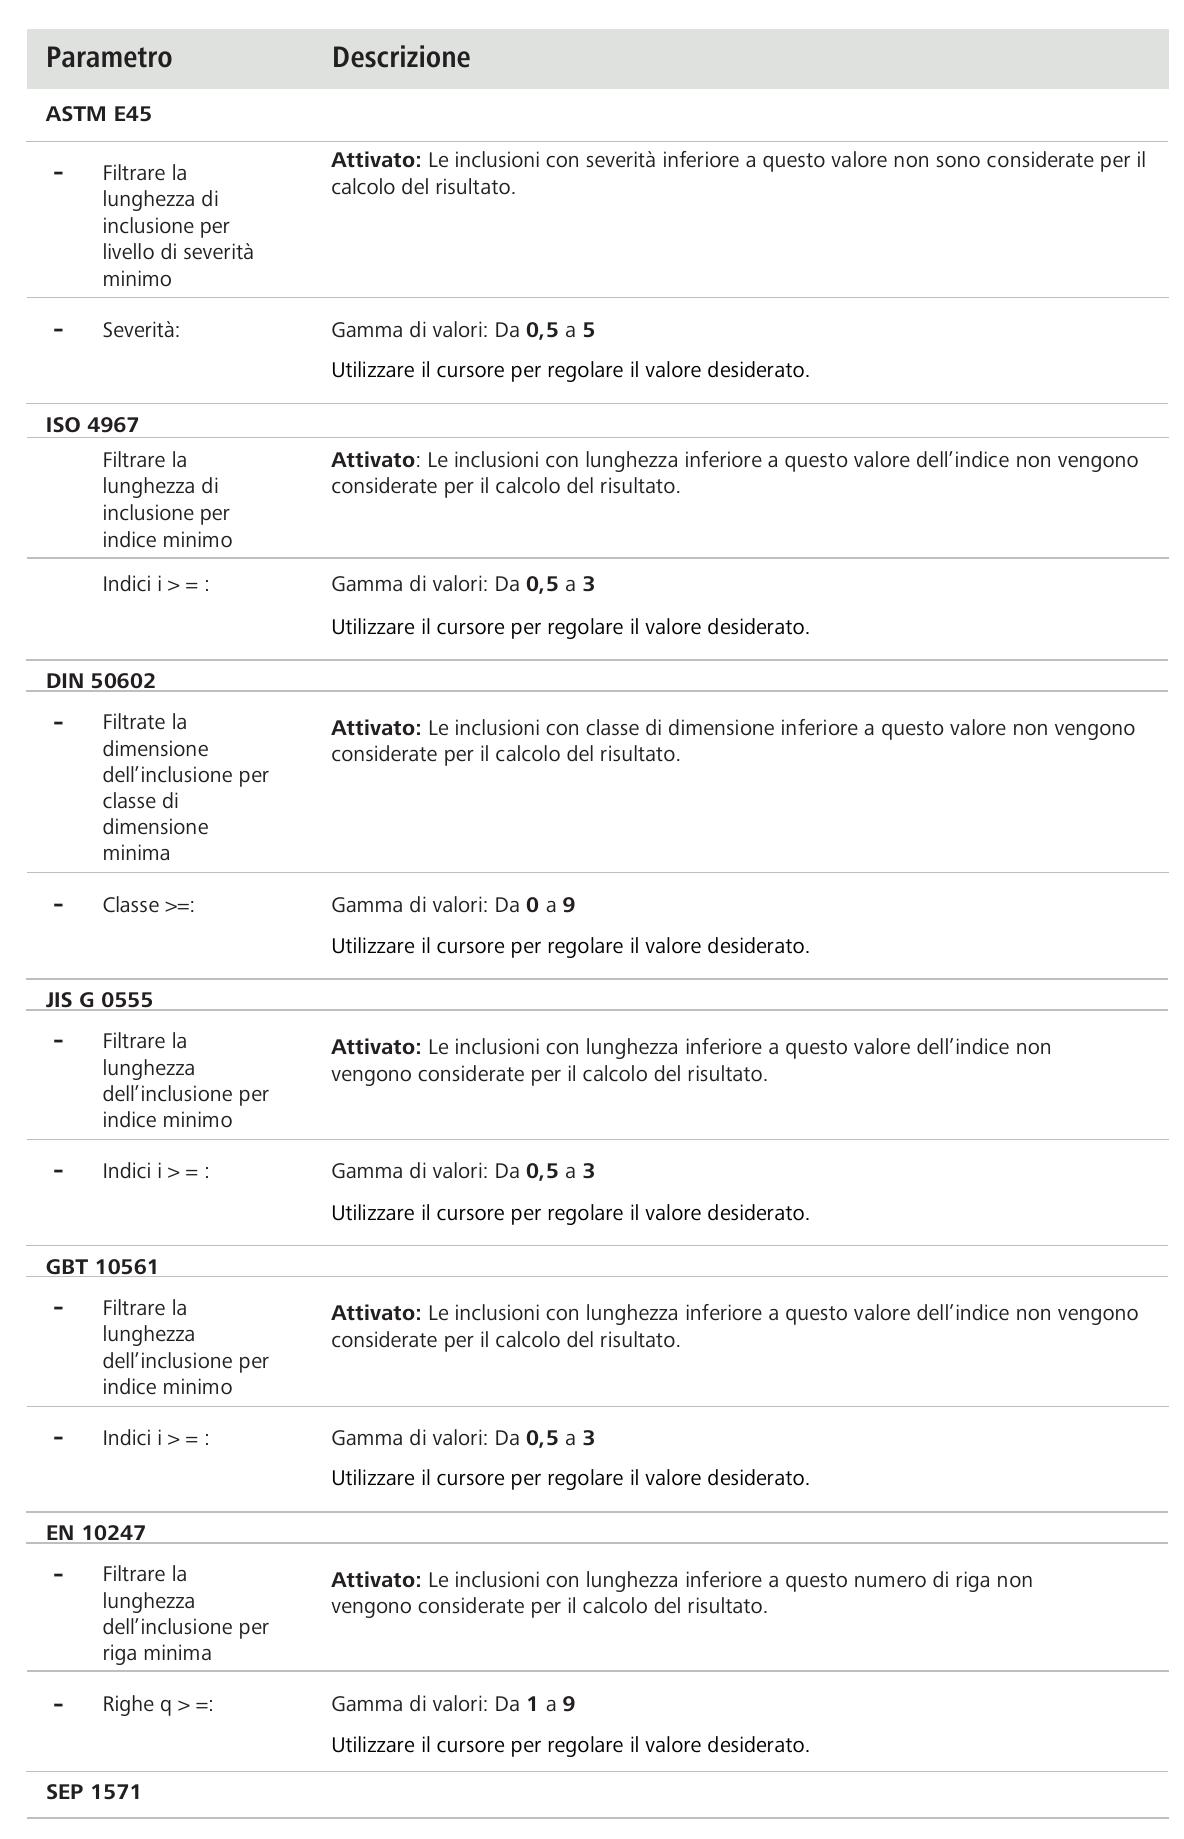 Parametro
Descrizione
ASTM E45
- Filtrare la
lunghezza di
inclusione per
livello di severità
minimo
Attivato: Le inclusioni con severità inferiore a questo valore non sono considerate per il
calcolo del risultato.
- Severità:
Gamma di valori: Da 0,5 a 5
Utilizzare il cursore per regolare il valore desiderato.
ISO 4967
Filtrare la
lunghezza di
inclusione per
indice minimo
Attivato: Le inclusioni con lunghezza inferiore a questo valore dell'indice non vengono
considerate per il calcolo del risultato.
Indici i > = :
Gamma di valori: Da 0,5 a 3
Utilizzare il cursore per regolare il valore desiderato.
DIN 50602
- Filtrate la
dimensione
dell'inclusione per
classe di
dimensione
minima
Attivato: Le inclusioni con classe di dimensione inferiore a questo valore non vengono
considerate per il calcolo del risultato.
- Classe >=:
Gamma di valori: Da 0 a 9
Utilizzare il cursore per regolare il valore desiderato.
JIS G 0555
- Filtrare la
lunghezza
dell'inclusione per
indice minimo
Attivato: Le inclusioni con lunghezza inferiore a questo valore dell'indice non
vengono considerate per il calcolo del risultato.
- Indici i > = :
Gamma di valori: Da 0,5 a 3
Utilizzare il cursore per regolare il valore desiderato.
GBT 10561
- Filtrare la
lunghezza
dell'inclusione per
indice minimo
Attivato: Le inclusioni con lunghezza inferiore a questo valore dell'indice non vengono
considerate per il calcolo del risultato.
- Indici i > = :
Gamma di valori: Da 0,5 a 3
Utilizzare il cursore per regolare il valore desiderato.
EN 10247
- Filtrare la
lunghezza
dell'inclusione per
riga minima
Attivato: Le inclusioni con lunghezza inferiore a questo numero di riga non
vengono considerate per il calcolo del risultato.
- Righe q > =:
Gamma di valori: Da 1 a 9
Utilizzare il cursore per regolare il valore desiderato.
SEP 1571